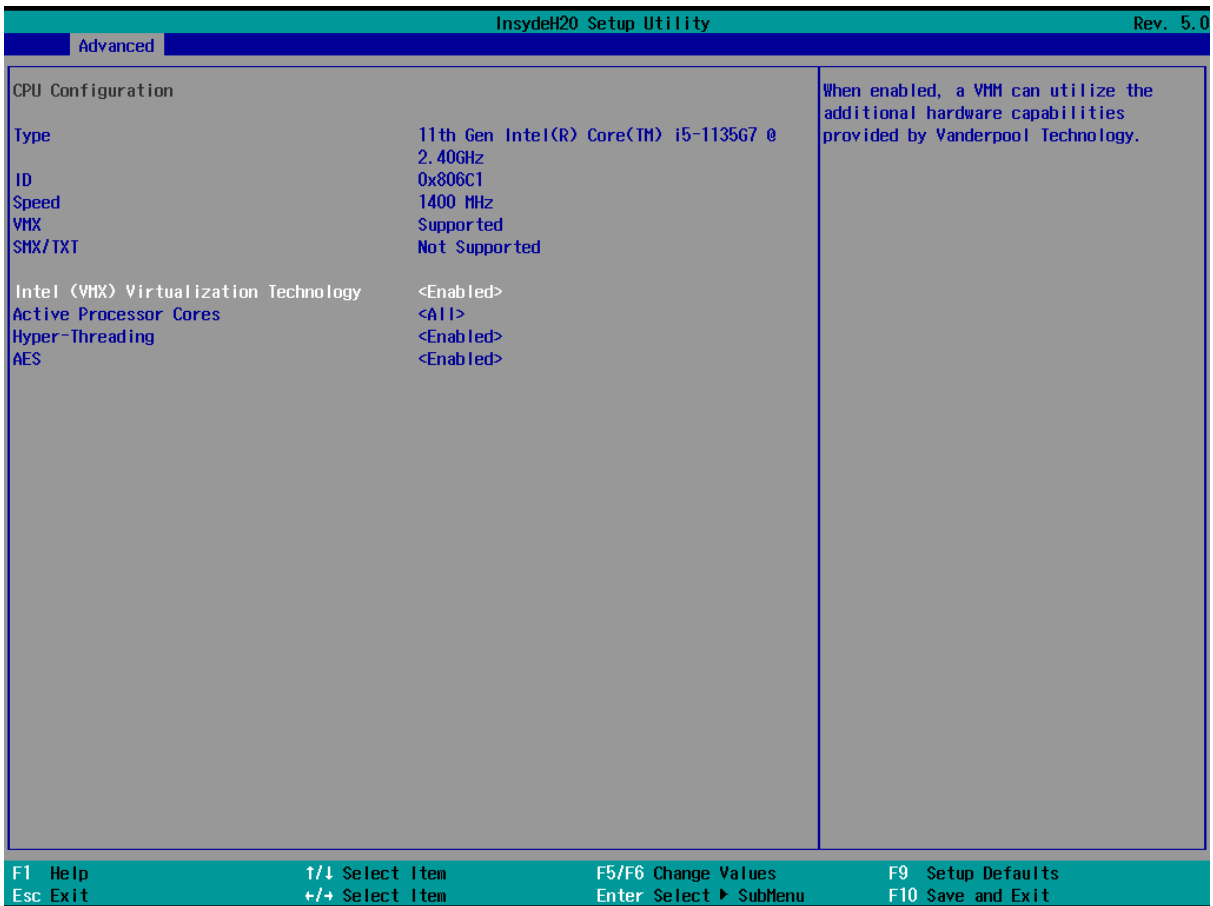 InsydeH20 Setup Utility Rev. 5.0
Advanced
CPU Configuration
Type 11th Gen Intel(R) Core(TM) i5-1135G7 @
2.40GHz
ID 0x806C1
Speed 1400 MHz
VMX Supported
SMX/TXT Not Supported
Intel (VMX) Virtualization Technology <Enabled>
Active Processor Cores <All>
Hyper-Threading <Enabled>
AES <Enabled>
When enabled, a VMM can utilize the
additional hardware capabilities
provided by Vanderpool Technology.
F1 Help ↑/↓ Select Item F5/F6 Change Values F9 Setup Defaults
Esc Exit ←/→ Select Item Enter Select ▶ SubMenu F10 Save and Exit